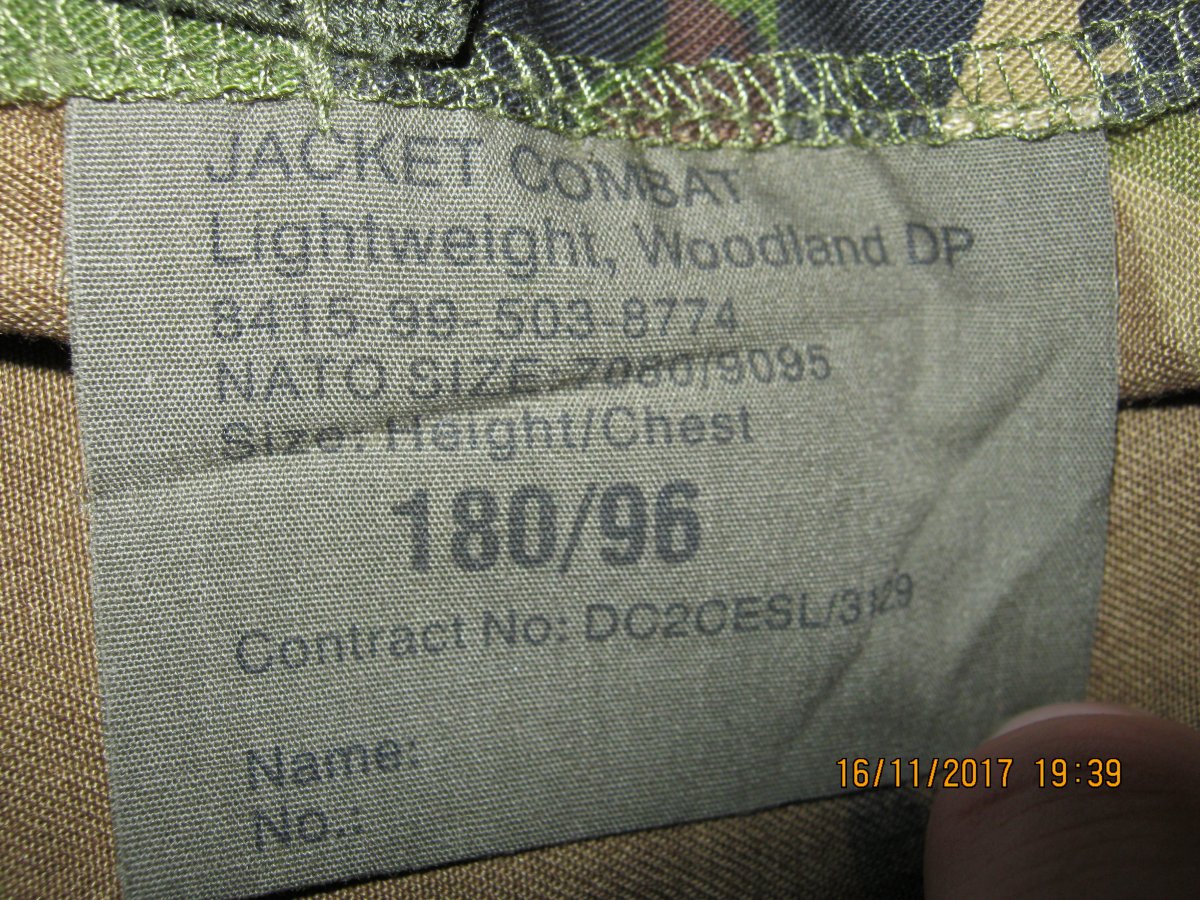 JACKET COMBAT
Lightweight, Woodland DP
8415-99-503-8774
NATO SIZE: 7080/9095
Size: Height/Chest
180/96
Contract No: DC2CESL/3129
Name:
No.:
16/11/2017 19:39